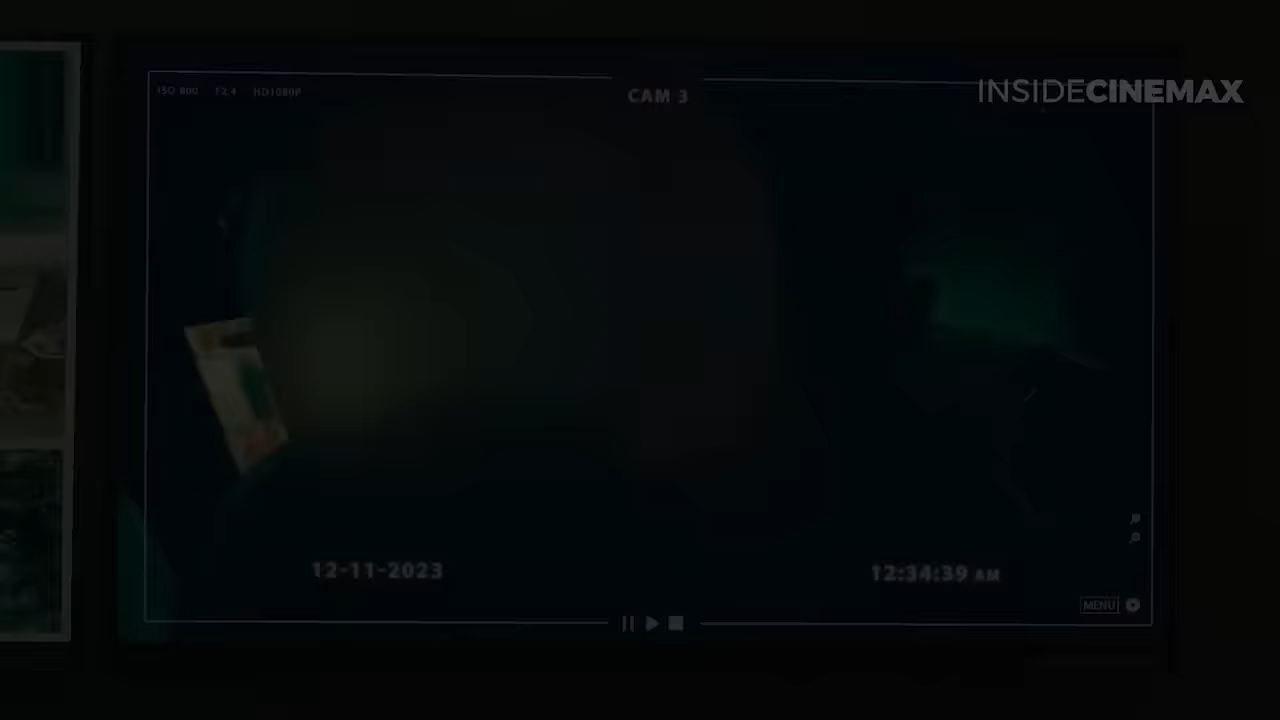 ISO 800 F2.4 HD1080P
CAM 3
INSIDECINEMAX
12-11-2023
12:34:39 AM
MENU